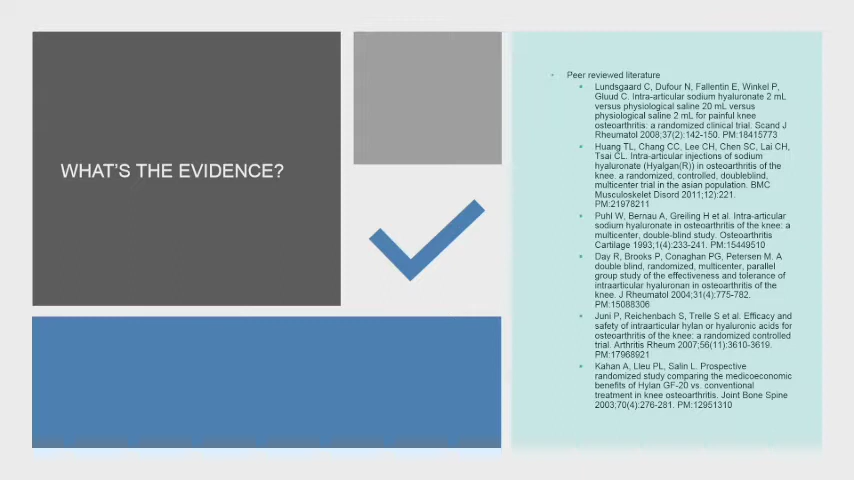 WHAT'S THE EVIDENCE?
Peer reviewed literature
Lundsgaard C, Dufour N, Fallentin E, Winkel P,
Gluud C. Intra-articular sodium hyaluronate 2 mL
versus physiological saline 20 mL versus
physiological saline 2 mL for painful knee
osteoarthritis: a randomized clinical trial. Scand J
Rheumatol 2008;37(2):142-150. PM:18415773
Huang TL, Chang CC, Lee CH, Chen SC, Lai CH,
Tsai CL. Intra-articular injections of sodium
hyaluronate (Hyalgan(R)) in osteoarthritis of the
knee. a randomized, controlled, doubleblind,
multicenter trial in the asian population. BMC
Musculoskelet Disord 2011;12():221.
PM:21978211
Puhl W, Bernau A, Greiling H et al. Intra-articular
sodium hyaluronate in osteoarthritis of the knee: a
multicenter, double-blind study. Osteoarthritis
Cartilage 1993;1(4):233-241. PM:15449510
Day R, Brooks P, Conaghan PG, Petersen M. A
double blind, randomized, multicenter, parallel
group study of the effectiveness and tolerance of
intraarticular hyaluronan in osteoarthritis of the
knee. J Rheumatol 2004;31(4):775-782.
PM:15088306
Juni P, Reichenbach S, Trelle S et al. Efficacy and
safety of intraarticular hylan or hyaluronic acids for
osteoarthritis of the knee: a randomized controlled
trial. Arthritis Rheum 2007;56(11):3610-3619.
PM:17968921
Kahan A, Lleu PL, Salin L. Prospective
randomized study comparing the medicoeconomic
benefits of Hylan GF-20 vs. conventional
treatment in knee osteoarthritis. Joint Bone Spine
2003;70(4):276-281. PM:12951310